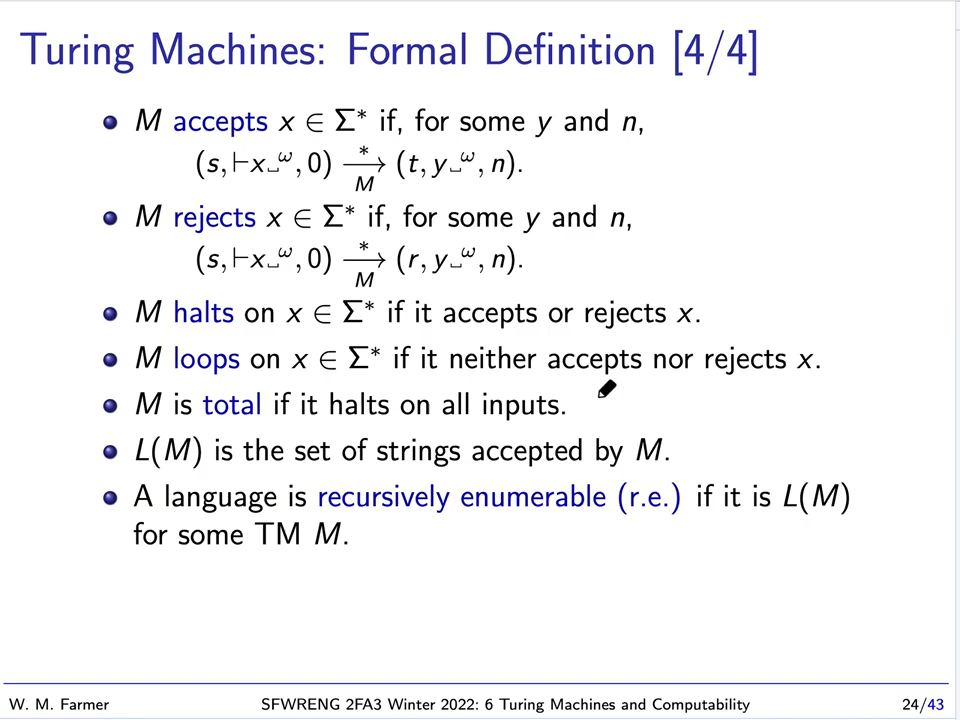 Turing Machines: Formal Definition [4/4]
M accepts x ∈ Σ* if, for some y and n,
(s, ⊢x␣^ω, 0) →*_M (t, y␣^ω, n).
M rejects x ∈ Σ* if, for some y and n,
(s, ⊢x␣^ω, 0) →*_M (r, y␣^ω, n).
M halts on x ∈ Σ* if it accepts or rejects x.
M loops on x ∈ Σ* if it neither accepts nor rejects x.
M is total if it halts on all inputs.
L(M) is the set of strings accepted by M.
A language is recursively enumerable (r.e.) if it is L(M)
for some TM M.
W. M. Farmer SFWRENG 2FA3 Winter 2022: 6 Turing Machines and Computability 24/43